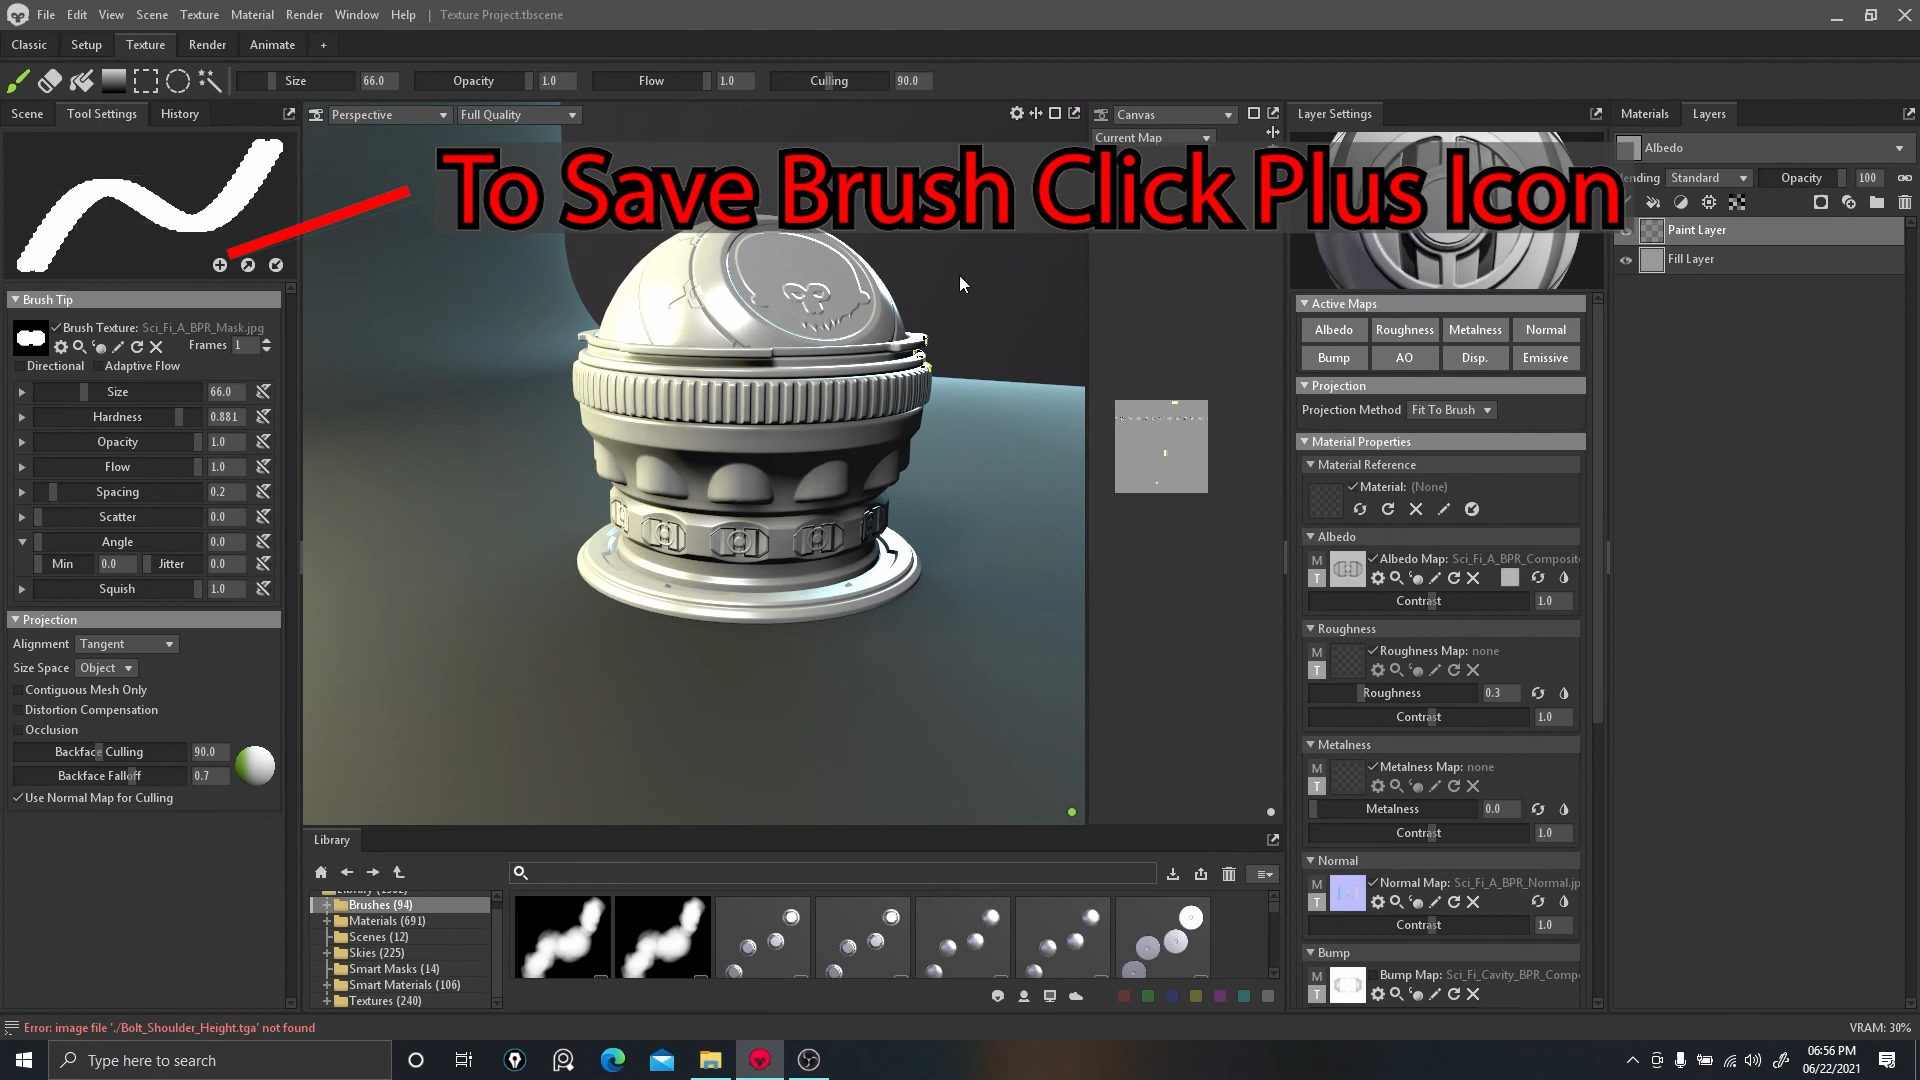 File Edit View Scene Texture Material Render Window Help | Texture Project.tbscene
Classic Setup Texture Render Animate +
Size 66.0 Opacity 1.0 Flow 1.0 Culling 90.0
Scene Tool Settings History
Perspective Full Quality
Canvas
Current Map
Layer Settings
Materials Layers
Albedo
To Save Brush Click Plus Icon
Standard Opacity 100
Paint Layer
Fill Layer
Brush Tip
Brush Texture: Sci_Fi_A_BPR_Mask.jpg
Frames 1
Directional Adaptive Flow
Size 66.0
Hardness 0.881
Opacity 1.0
Flow 1.0
Spacing 0.2
Scatter 0.0
Angle 0.0
Min 0.0 Jitter 0.0
Squish 1.0
Projection
Alignment Tangent
Size Space Object
Contiguous Mesh Only
Distortion Compensation
Occlusion
Backface Culling 90.0
Backface Falloff 0.7
Use Normal Map for Culling
Active Maps
Albedo Roughness Metalness Normal
Bump AO Disp. Emissive
Projection
Projection Method Fit To Brush
Material Properties
Material Reference
Material: (None)
Albedo
M Albedo Map: Sci_Fi_A_BPR_Composite
T
Contrast 1.0
Roughness
M Roughness Map: none
T
Roughness 0.3
Contrast 1.0
Metalness
M Metalness Map: none
T
Metalness 0.0
Contrast 1.0
Normal
M Normal Map: Sci_Fi_A_BPR_Normal.jp
T
Contrast 1.0
Bump
M Bump Map: Sci_Fi_Cavity_BPR_Compo
T
Library
Brushes (94)
Materials (691)
Scenes (12)
Skies (225)
Smart Masks (14)
Smart Materials (106)
Textures (240)
Error: image file './Bolt_Shoulder_Height.tga' not found
VRAM: 30%
Type here to search
06:56 PM
06/22/2021